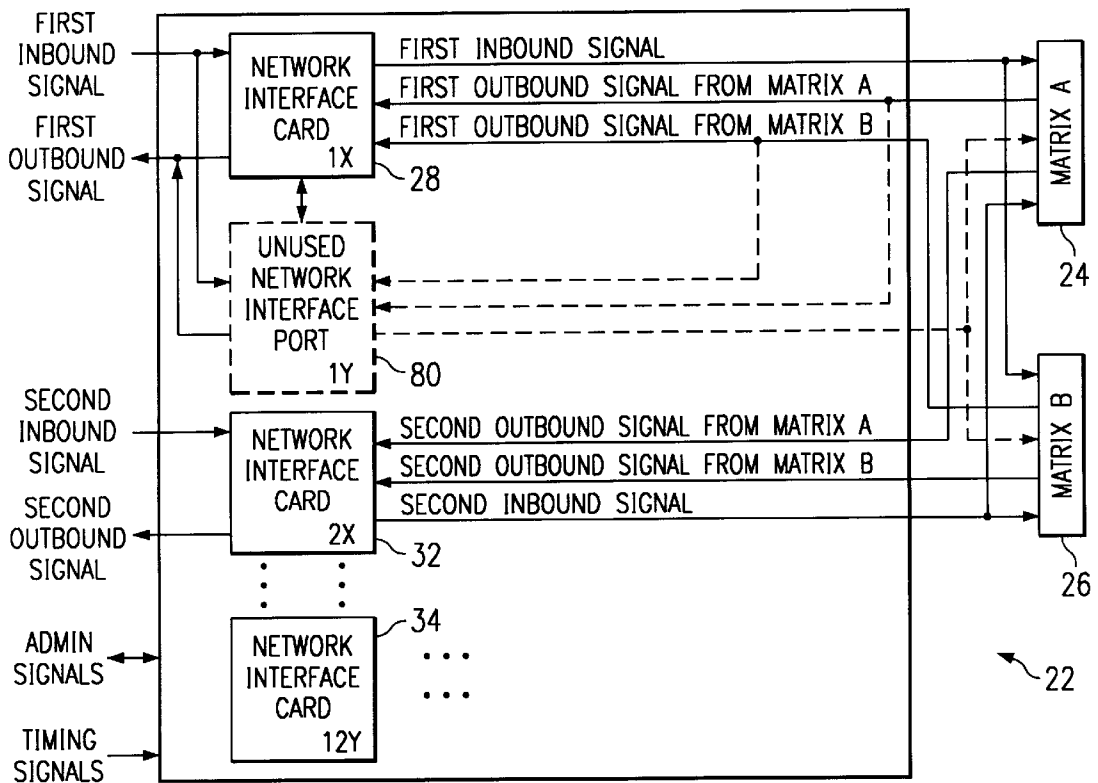 FIRST
INBOUND
SIGNAL
FIRST
OUTBOUND
SIGNAL
NETWORK
INTERFACE
CARD
1X
28
FIRST INBOUND SIGNAL
FIRST OUTBOUND SIGNAL FROM MATRIX A
FIRST OUTBOUND SIGNAL FROM MATRIX B
MATRIX A
24
UNUSED
NETWORK
INTERFACE
PORT
1Y
80
SECOND
INBOUND
SIGNAL
SECOND
OUTBOUND
SIGNAL
NETWORK
INTERFACE
CARD
2X
32
SECOND OUTBOUND SIGNAL FROM MATRIX A
SECOND OUTBOUND SIGNAL FROM MATRIX B
SECOND INBOUND SIGNAL
MATRIX B
26
34
NETWORK
INTERFACE
CARD
12Y
ADMIN
SIGNALS
TIMING
SIGNALS
22